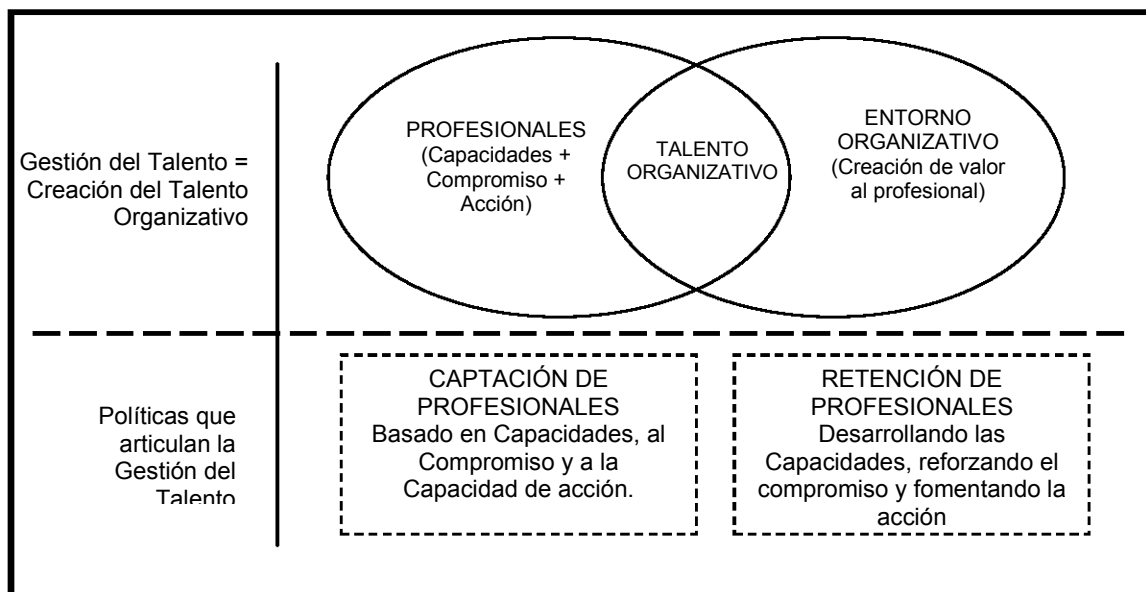 Gestión del Talento =
Creación del Talento
Organizativo
PROFESIONALES
(Capacidades +
Compromiso +
Acción)
TALENTO
ORGANIZATIVO
ENTORNO
ORGANIZATIVO
(Creación de valor
al profesional)
Políticas que
articulan la
Gestión del
Talento
CAPTACIÓN DE
PROFESIONALES
Basado en Capacidades, al
Compromiso y a la
Capacidad de acción.
RETENCIÓN DE
PROFESIONALES
Desarrollando las
Capacidades, reforzando el
compromiso y fomentando la
acción